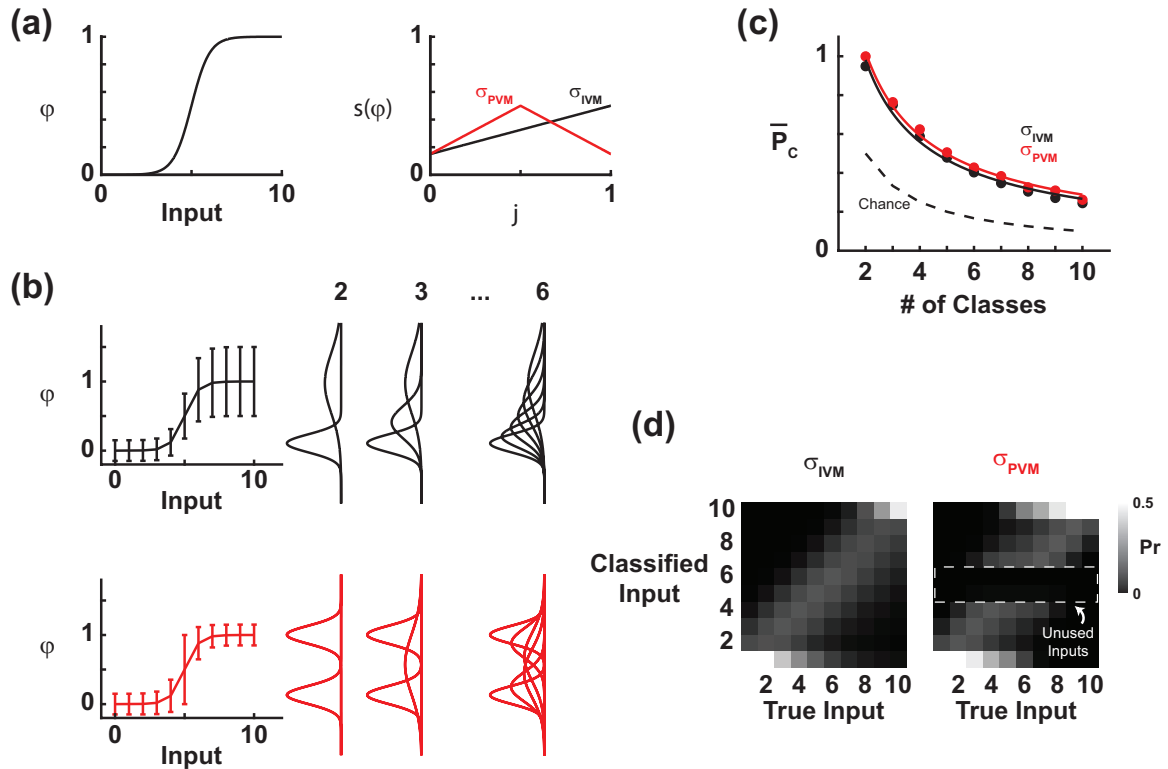 (a)
1
φ
0
0
10
Input
1
s(φ)
0
0
1
j
σPVM
σIVM
(c)
1
P̅C
0
σIVM
σPVM
Chance
2
4
6
8
10
# of Classes
(b)
2
3
...
6
φ
1
0
0
10
Input
φ
1
0
0
10
Input
(d)
σIVM
σPVM
10
8
6
4
2
Classified
Input
2 4 6 8 10
True Input
2 4 6 8 10
True Input
Unused
Inputs
0.5
Pr
0